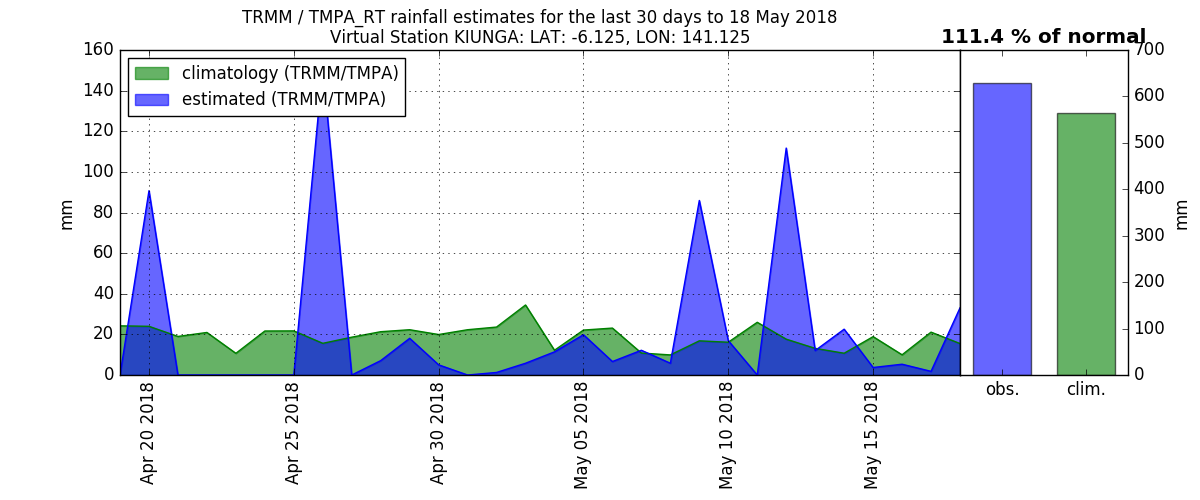 TRMM / TMPA_RT rainfall estimates for the last 30 days to 18 May 2018
Virtual Station KIUNGA: LAT: -6.125, LON: 141.125
111.4 % of normal
climatology (TRMM/TMPA)
estimated (TRMM/TMPA)
160
140
120
100
80
60
40
20
0
mm
Apr 20 2018
Apr 25 2018
Apr 30 2018
May 05 2018
May 10 2018
May 15 2018
700
600
500
400
300
200
100
0
mm
obs.
clim.